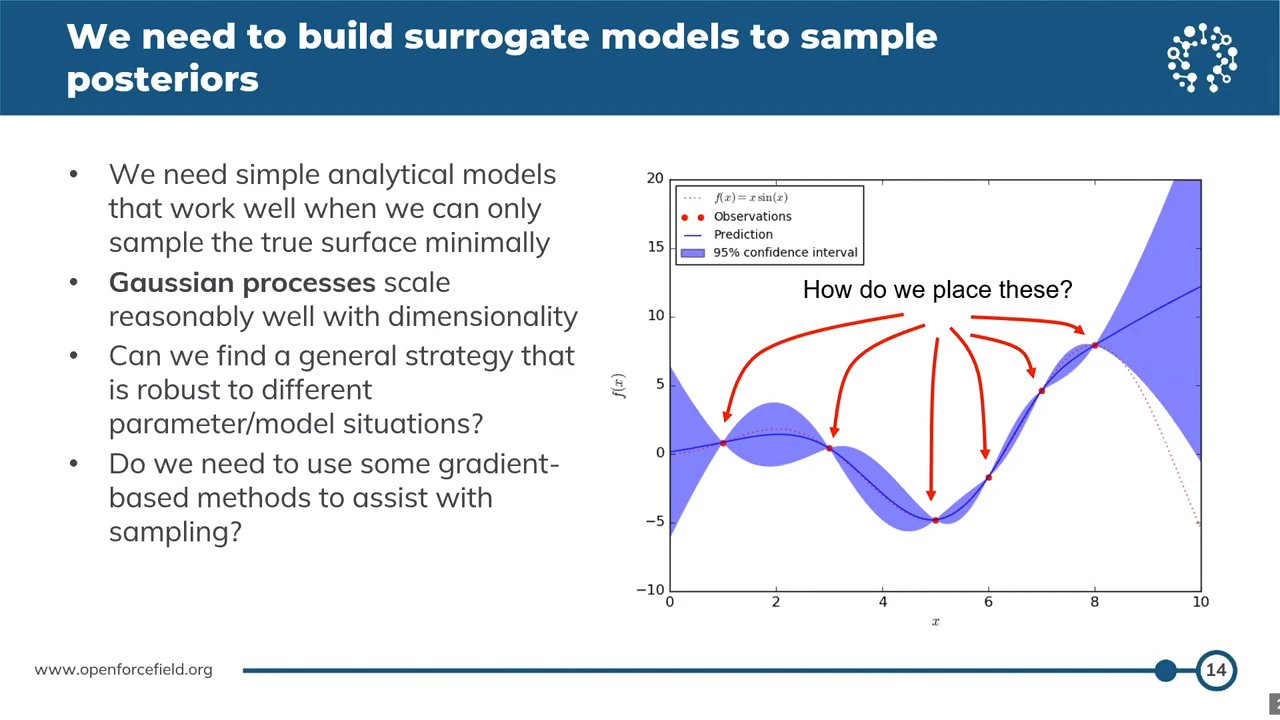 We need to build surrogate models to sample
posteriors
• We need simple analytical models
that work well when we can only
sample the true surface minimally
• Gaussian processes scale
reasonably well with dimensionality
• Can we find a general strategy that
is robust to different
parameter/model situations?
• Do we need to use some gradient-
based methods to assist with
sampling?
f(x) = x sin(x)
Observations
Prediction
95% confidence interval
How do we place these?
20
15
10
5
0
−5
−10
f(x)
0 2 4 6 8 10
x
www.openforcefield.org
14